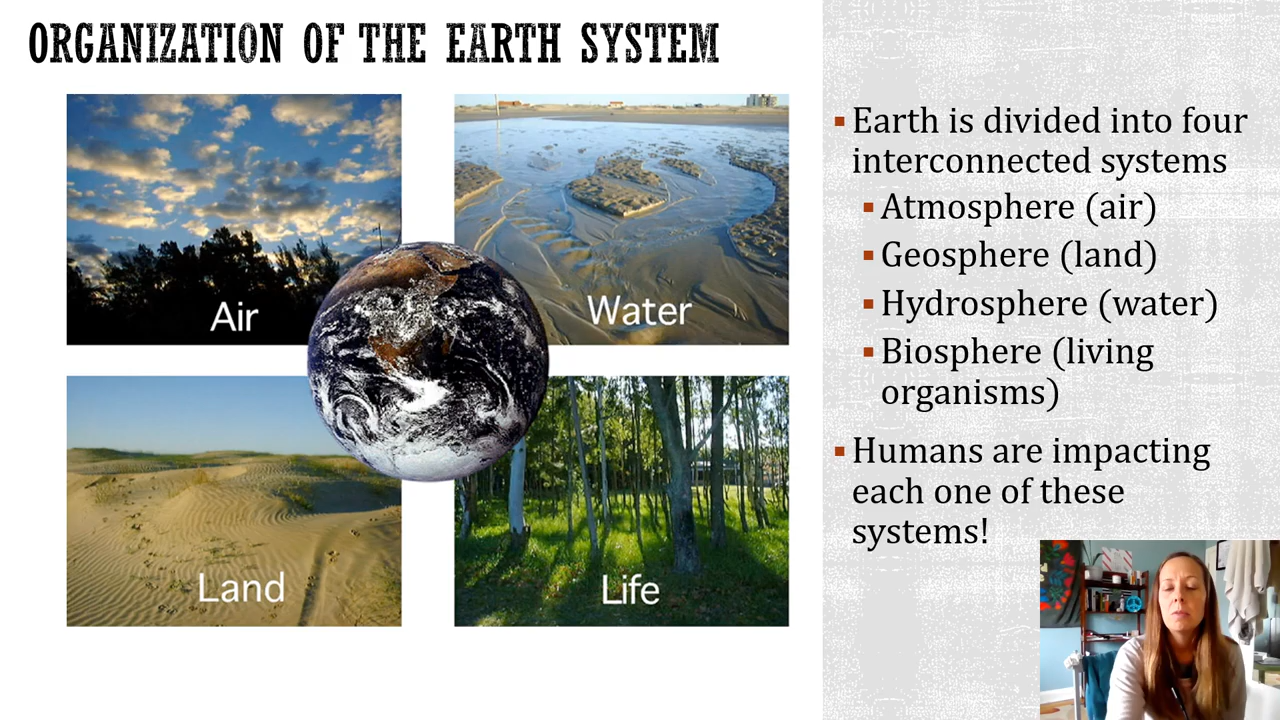 ORGANIZATION OF THE EARTH SYSTEM
Air
Water
Land
Life
▪ Earth is divided into four
interconnected systems
▪ Atmosphere (air)
▪ Geosphere (land)
▪ Hydrosphere (water)
▪ Biosphere (living
organisms)
▪ Humans are impacting
each one of these
systems!